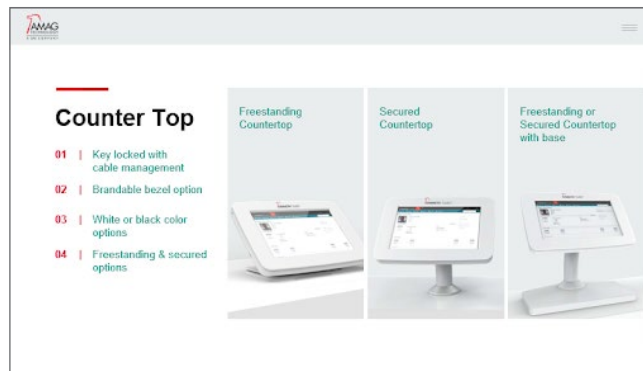 AMAG
TECHNOLOGY
Counter Top
01 | Key locked with
cable management
02 | Brandable bezel option
03 | White or black color
options
04 | Freestanding & secured
options
Freestanding
Countertop
Secured
Countertop
Freestanding or
Secured Countertop
with base